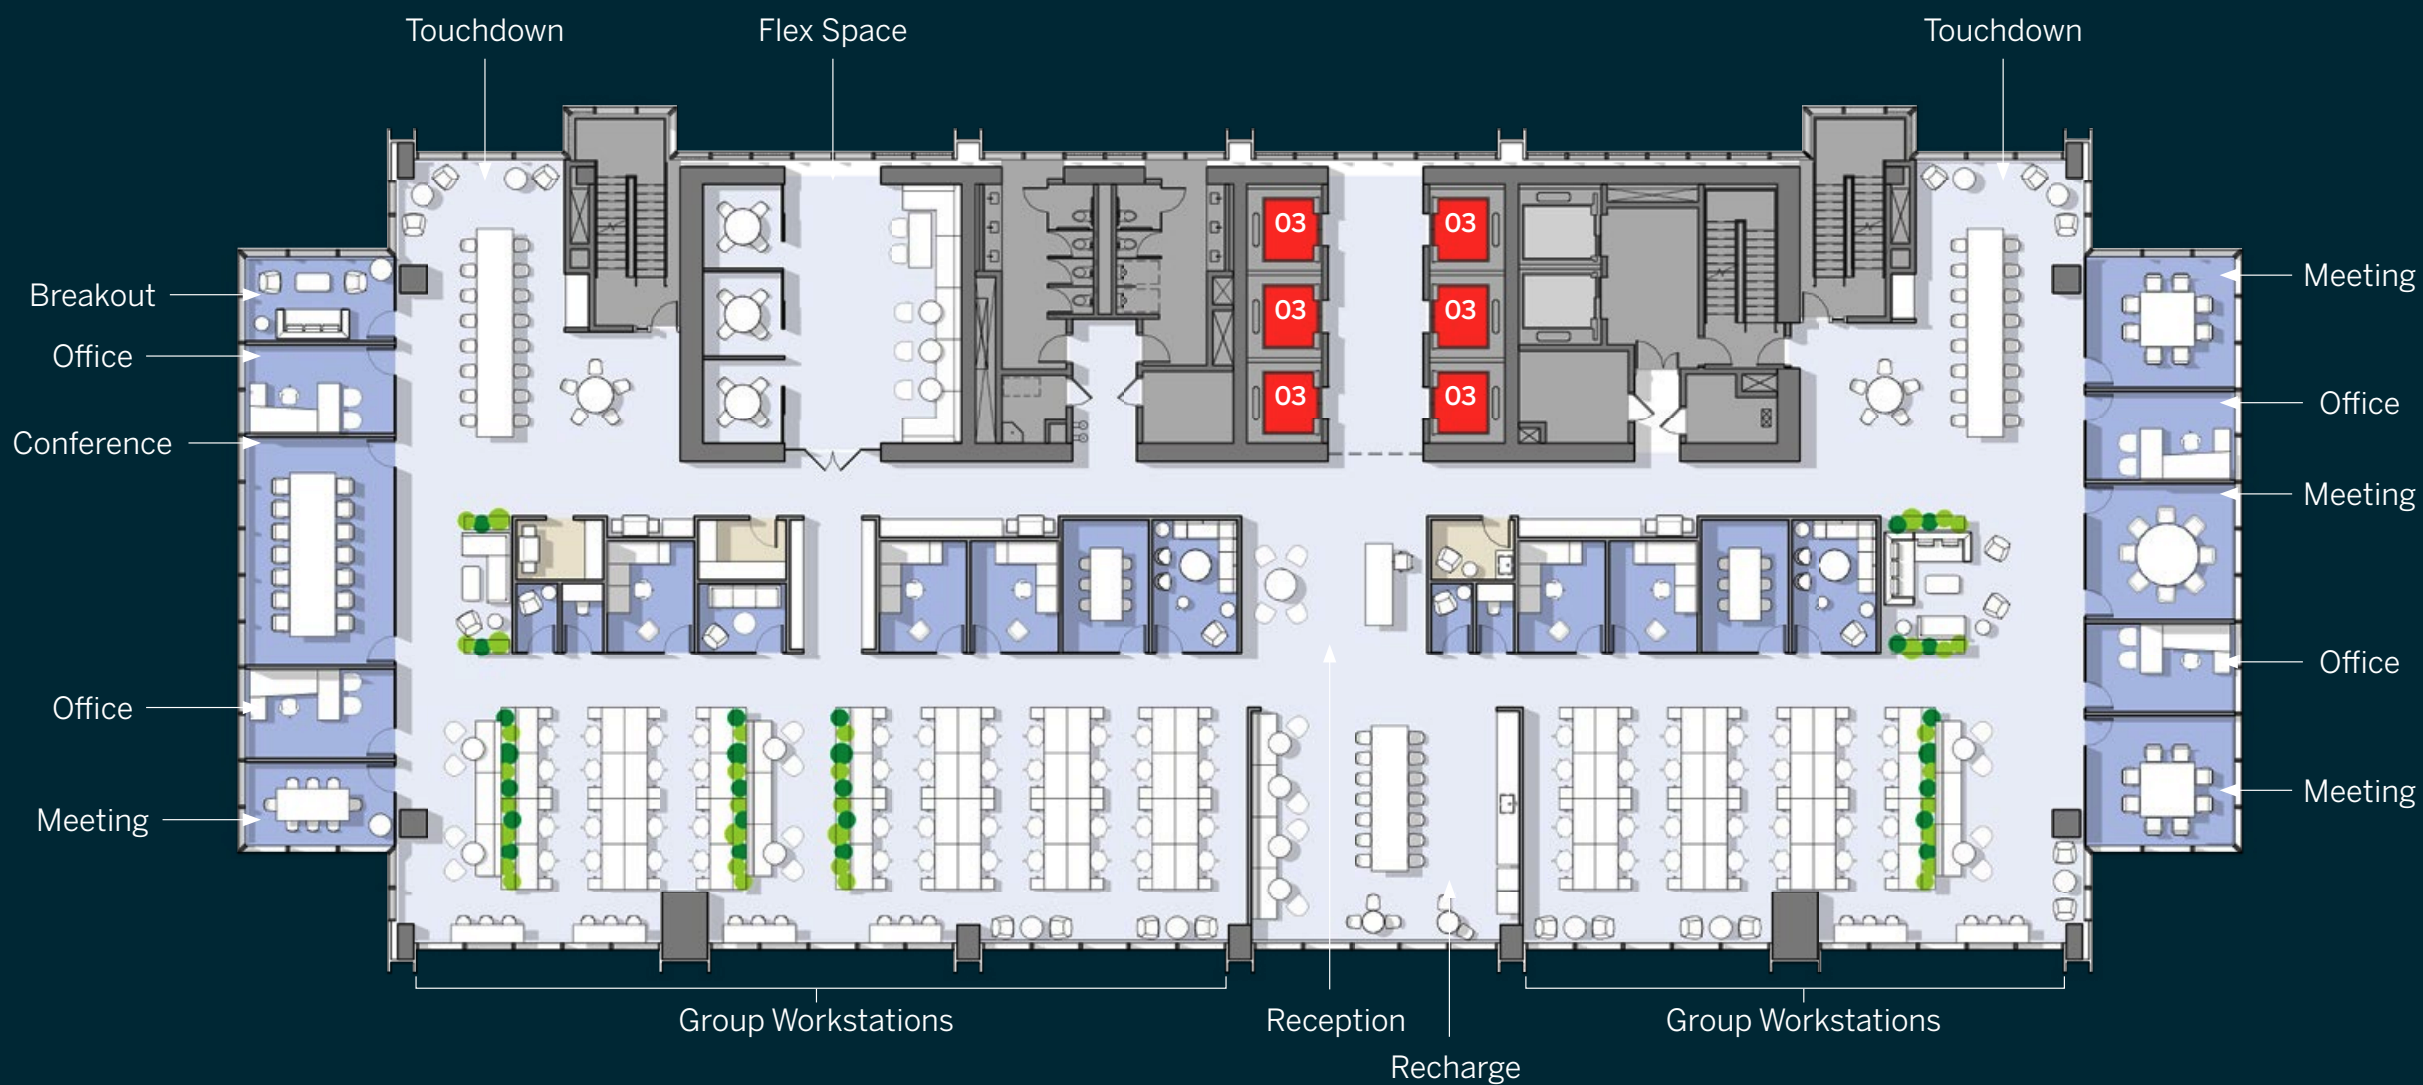 Touchdown
Flex Space
Touchdown
03
03
03
03
03
03
Breakout
Office
Conference
Office
Meeting
Meeting
Office
Meeting
Office
Meeting
Group Workstations
Reception
Recharge
Group Workstations